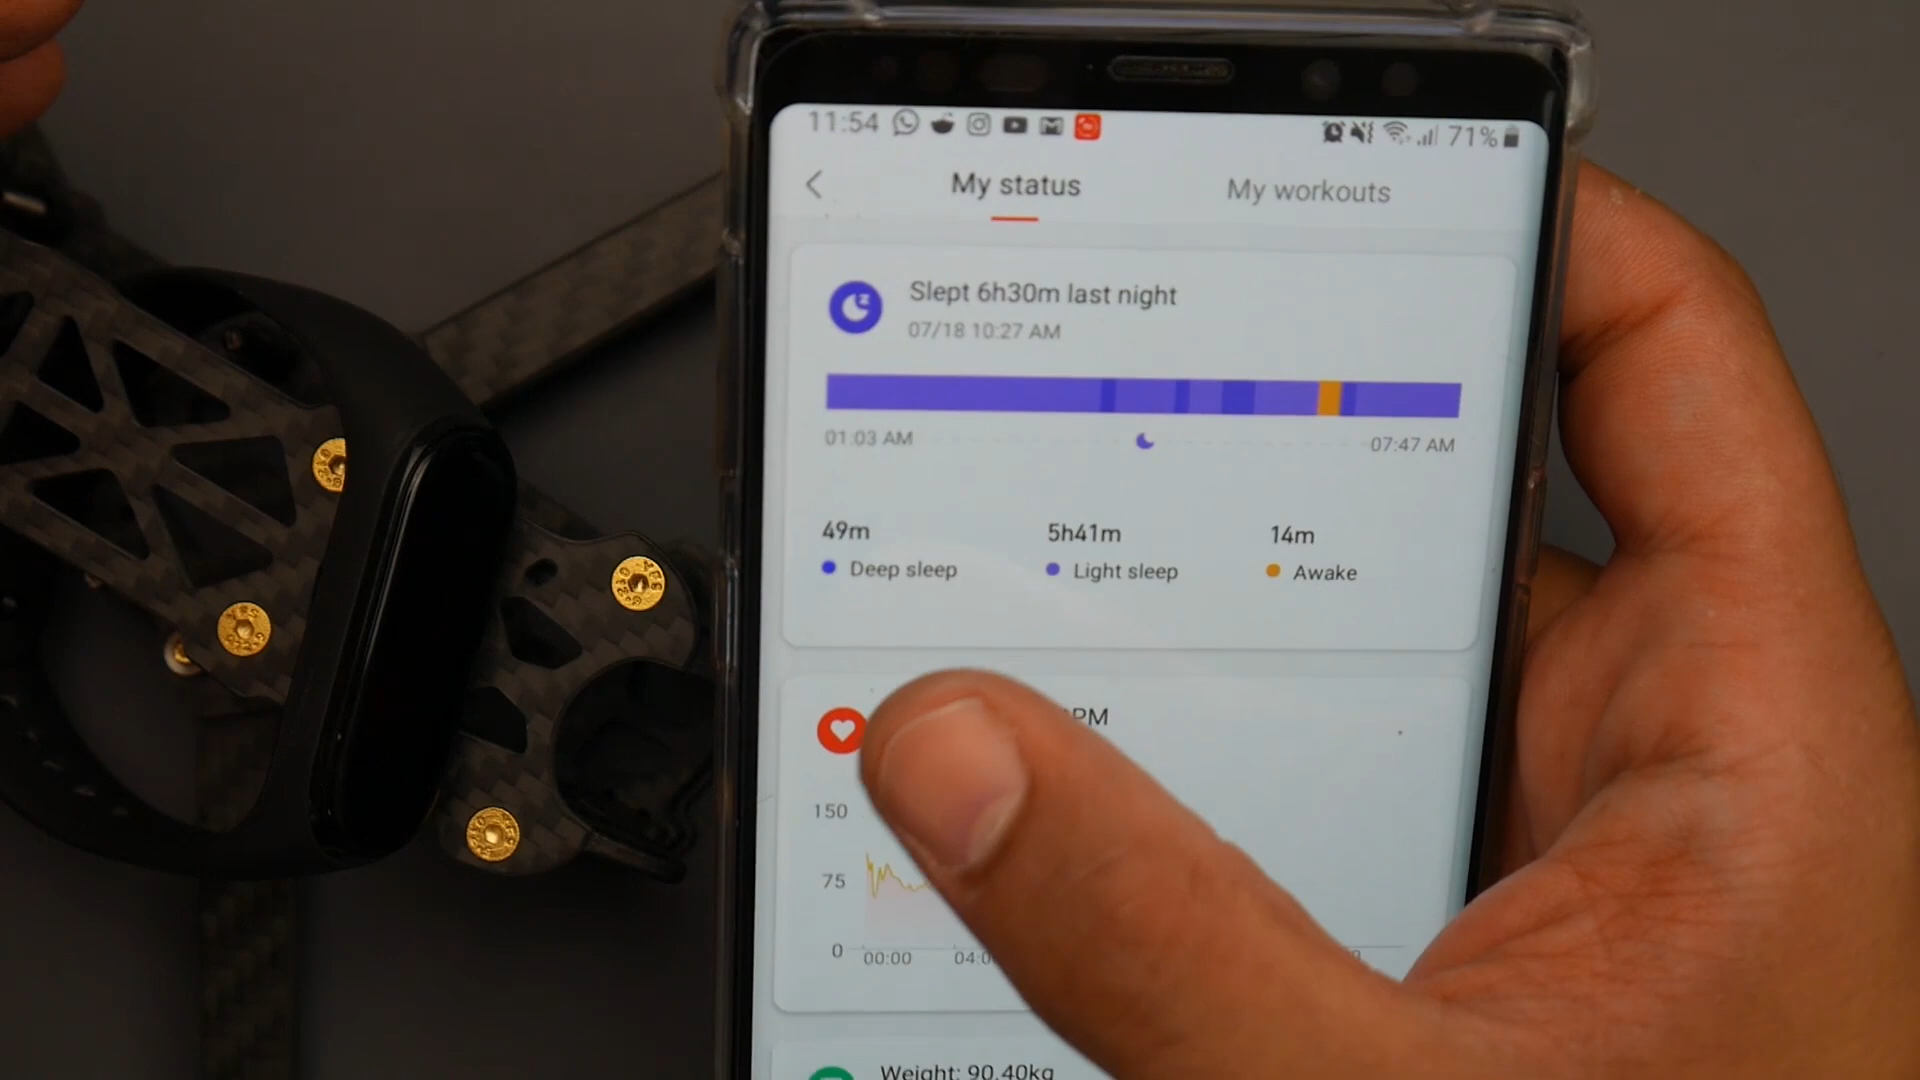 11:54
71%
My status
My workouts
Slept 6h30m last night
07/18 10:27 AM
01:03 AM
07:47 AM
49m
5h41m
14m
Deep sleep
Light sleep
Awake
150
75
0
00:00
Weight: 90.40kg